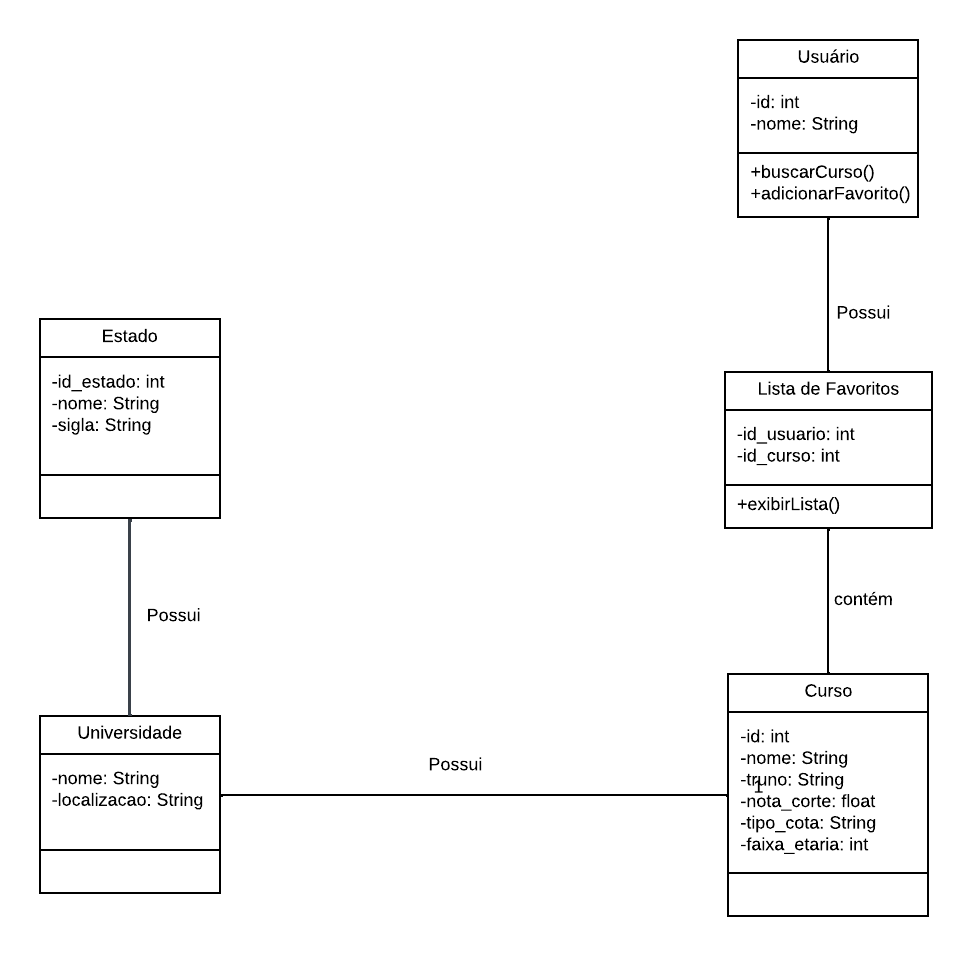 Usuário
-id: int
-nome: String
+buscarCurso()
+adicionarFavorito()
Possui
Estado
-id_estado: int
-nome: String
-sigla: String
Lista de Favoritos
-id_usuario: int
-id_curso: int
+exibirLista()
Possui
contém
Universidade
-nome: String
-localizacao: String
Possui
Curso
-id: int
-nome: String
-truno: String
1
-nota_corte: float
-tipo_cota: String
-faixa_etaria: int